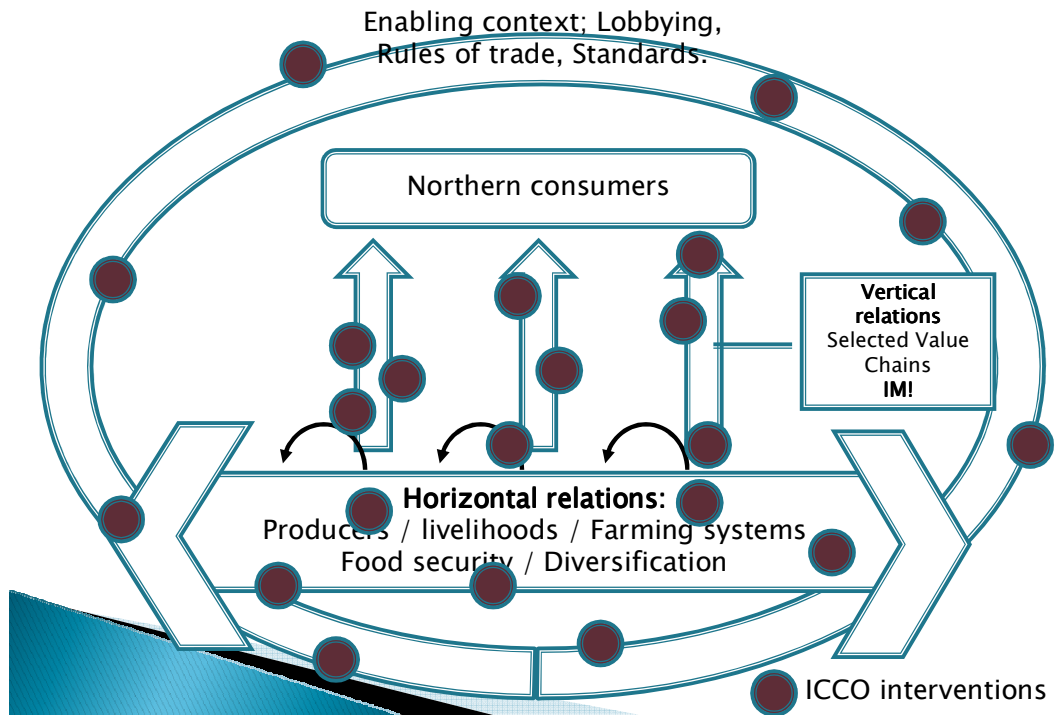 Enabling context; Lobbying,
Rules of trade, Standards.
Northern consumers
Vertical
relations
Selected Value
Chains
IM!
Horizontal relations:
Producers / livelihoods / Farming systems
Food security / Diversification
ICCO interventions